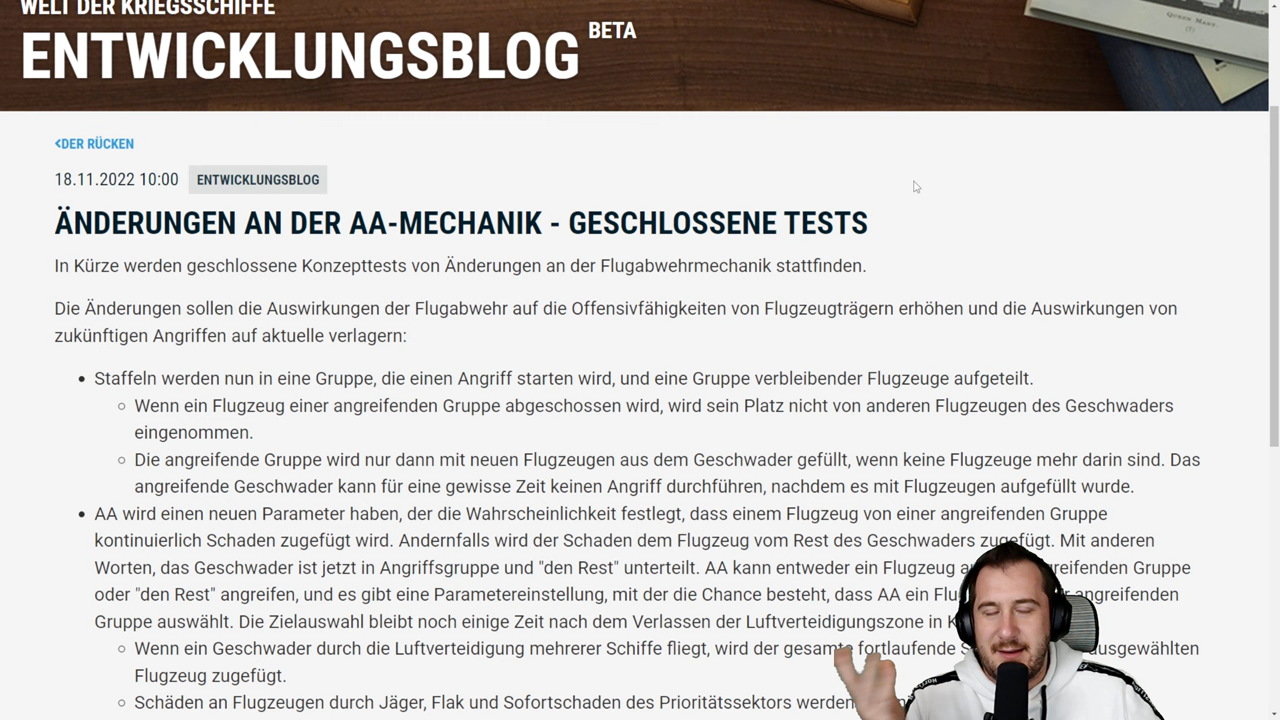 WELT DER KRIEGSSCHIFFE
ENTWICKLUNGSBLOG BETA
QUEEN MARY.
(7)
<DER RÜCKEN
18.11.2022 10:00 ENTWICKLUNGSBLOG
ÄNDERUNGEN AN DER AA-MECHANIK - GESCHLOSSENE TESTS
In Kürze werden geschlossene Konzepttests von Änderungen an der Flugabwehrmechanik stattfinden.
Die Änderungen sollen die Auswirkungen der Flugabwehr auf die Offensivfähigkeiten von Flugzeugträgern erhöhen und die Auswirkungen von
zukünftigen Angriffen auf aktuelle verlagern:
Staffeln werden nun in eine Gruppe, die einen Angriff starten wird, und eine Gruppe verbleibender Flugzeuge aufgeteilt.
Wenn ein Flugzeug einer angreifenden Gruppe abgeschossen wird, wird sein Platz nicht von anderen Flugzeugen des Geschwaders
eingenommen.
Die angreifende Gruppe wird nur dann mit neuen Flugzeugen aus dem Geschwader gefüllt, wenn keine Flugzeuge mehr darin sind. Das
angreifende Geschwader kann für eine gewisse Zeit keinen Angriff durchführen, nachdem es mit Flugzeugen aufgefüllt wurde.
AA wird einen neuen Parameter haben, der die Wahrscheinlichkeit festlegt, dass einem Flugzeug von einer angreifenden Gruppe
kontinuierlich Schaden zugefügt wird. Andernfalls wird der Schaden dem Flugzeug vom Rest des Geschwaders zugefügt. Mit anderen
Worten, das Geschwader ist jetzt in Angriffsgruppe und "den Rest" unterteilt. AA kann entweder ein Flugzeug Gruppe
oder "den Rest" angreifen, und es gibt eine Parametereinstellung, mit der die Chance besteht, dass AA ein angreifenden
Gruppe auswählt. Die Zielauswahl bleibt noch einige Zeit nach dem Verlassen der Luftverteidigungszone in
Wenn ein Geschwader durch die Luftverteidigung mehrerer Schiffe fliegt, wird der gesamte fortlaufende ausgewählten
Flugzeug zugefügt.
Schäden an Flugzeugen durch Jäger, Flak und Sofortschaden des Prioritätssektors werden